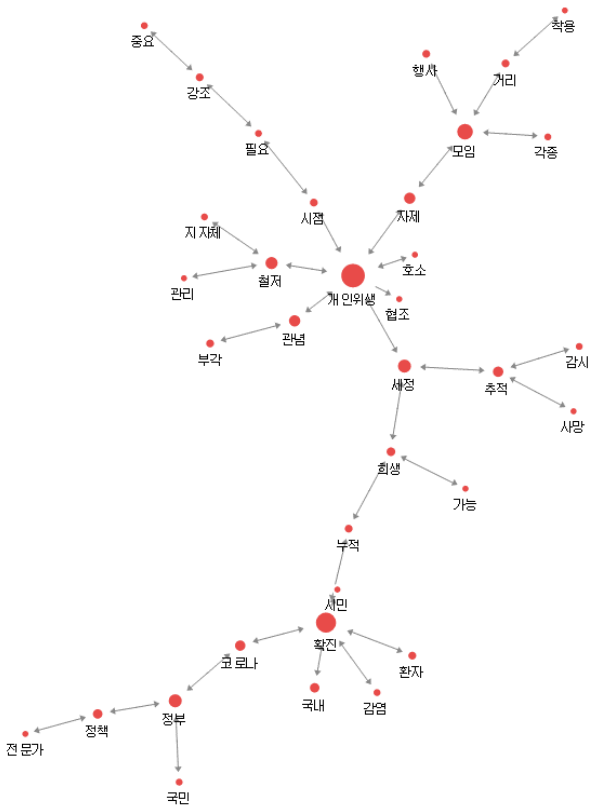 착용
중요
행사
거리
강조
필요
모임
각종
시점
자제
지자체
호소
철저
관리
개인위생
협조
관념
부각
세정
감시
추적
사망
희생
가능
누적
시민
확진
코로나
환자
국내
감염
정부
정책
전문가
국민